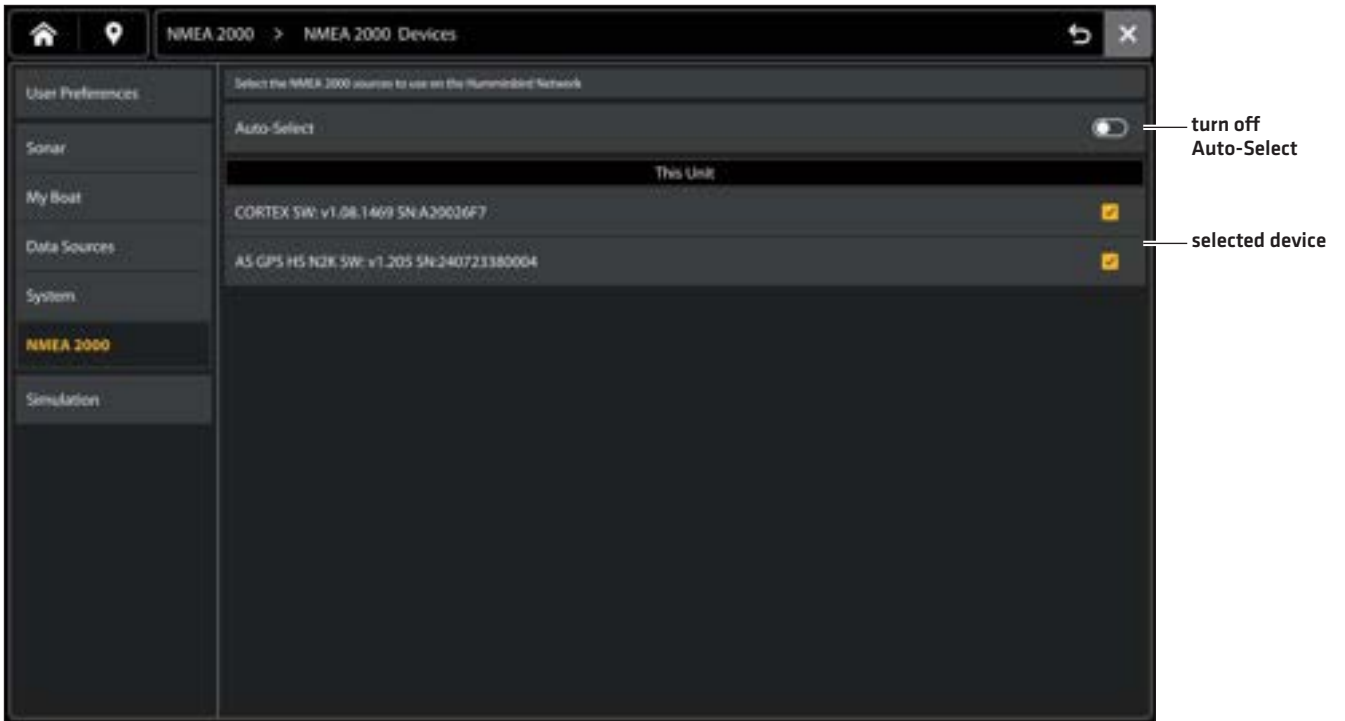 NMEA 2000 > NMEA 2000 Devices
User Preferences
Sonar
My Boat
Data Sources
System
NMEA 2000
Simulation
Select the NMEA 2000 sources to use on the Humminbird Network
Auto-Select
This Unit
CORTEX SW: v1.08.1469 SN:A20026F7
AS GPS HS N2K SW: v1.205 SN:240723380004
turn off
Auto-Select
selected device